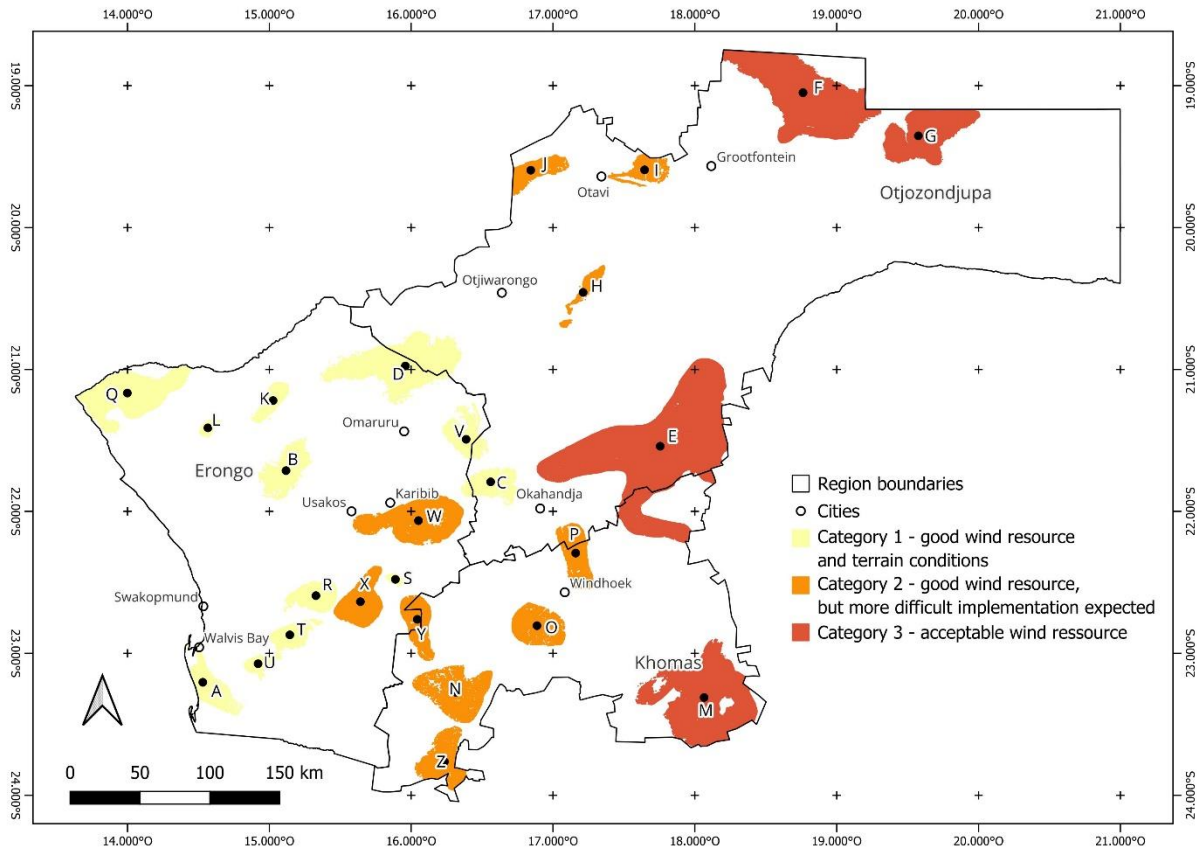 14.000°O 15.000°O 16.000°O 17.000°O 18.000°O 19.000°O 20.000°O 21.000°O
19.000°S 19.000°S
F
G
Grootfontein
J
I
Otavi
Otjozondjupa
20.000°S 20.000°S
Otjiwarongo
H
21.000°S 21.000°S
D
Q
K
L
Omaruru
V
E
B
Erongo
C
Region boundaries
Usakos
Karibib
Okahandja
Cities
22.000°S 22.000°S
W
Category 1 - good wind resource
and terrain conditions
P
S
X
R
Windhoek
Category 2 - good wind resource,
but more difficult implementation expected
Swakopmund
T
Y
O
Category 3 - acceptable wind ressource
Walvis Bay
23.000°S 23.000°S
U
Khomas
A
N
M
Z
0 50 100 150 km
24.000°S 24.000°S
14.000°O 15.000°O 16.000°O 17.000°O 18.000°O 19.000°O 20.000°O 21.000°O